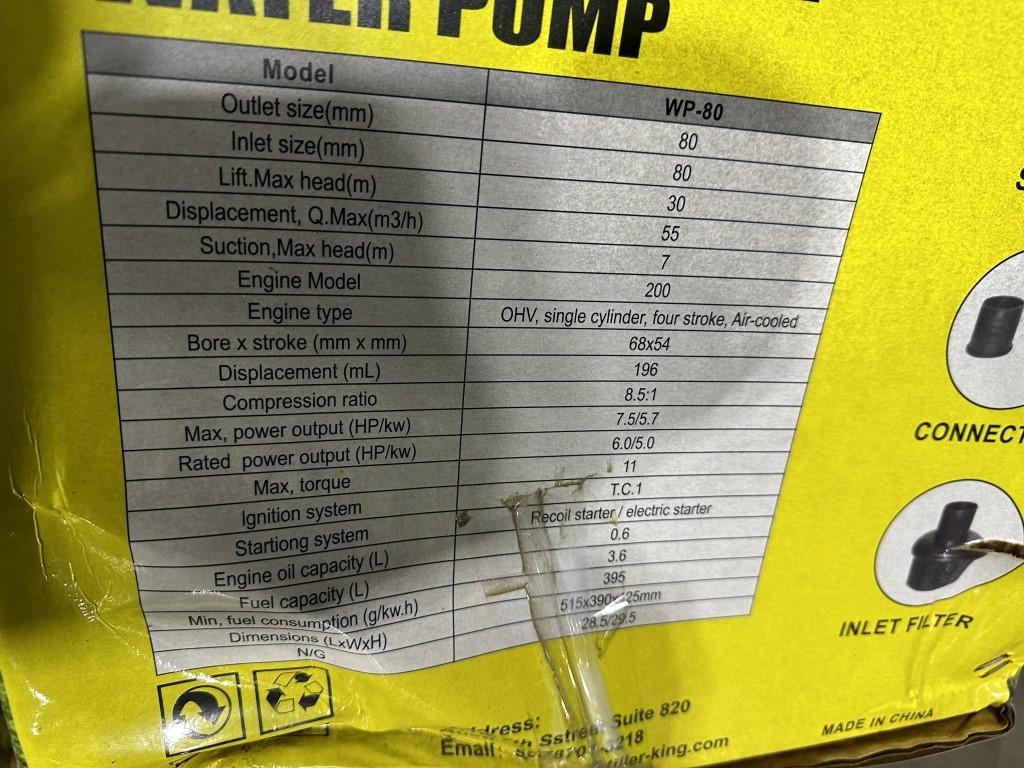 WATER PUMP
Model WP-80
Outlet size(mm) 80
Inlet size(mm) 80
Lift.Max head(m) 30
Displacement, Q.Max(m3/h) 55
Suction,Max head(m) 7
Engine Model 200
Engine type OHV, single cylinder, four stroke, Air-cooled
Bore x stroke (mm x mm) 68x54
Displacement (mL) 196
Compression ratio 8.5:1
Max, power output (HP/kw) 7.5/5.7
Rated power output (HP/kw) 6.0/5.0
Max, torque 11
Ignition system T.C.1
Startiong system Recoil starter / electric starter
Engine oil capacity (L) 0.6
Fuel capacity (L) 3.6
Min, fuel consumption (g/kw.h) 395
Dimensions (LxWxH) 515x390x425mm
N/G 28.5/29.5
CONNECT
INLET FILTER
Suite 820
Email
MADE IN CHINA